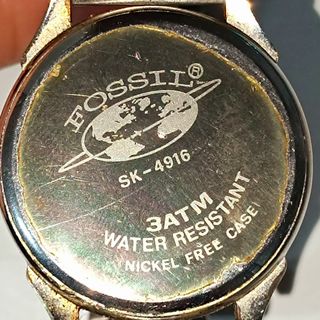 FOSSIL®
SK-4916
3ATM
WATER RESISTANT
NICKEL FREE CASE